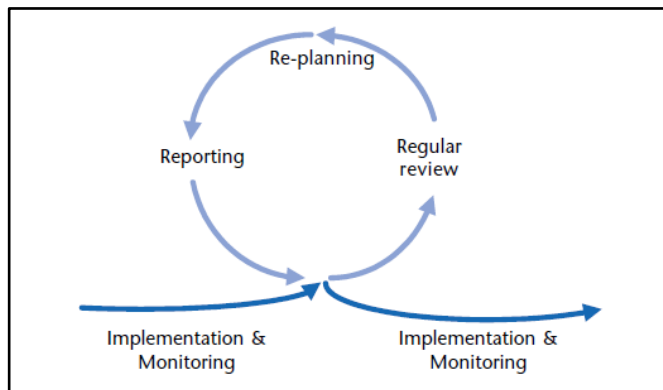 Re-planning
Reporting
Regular
review
Implementation &
Monitoring
Implementation &
Monitoring